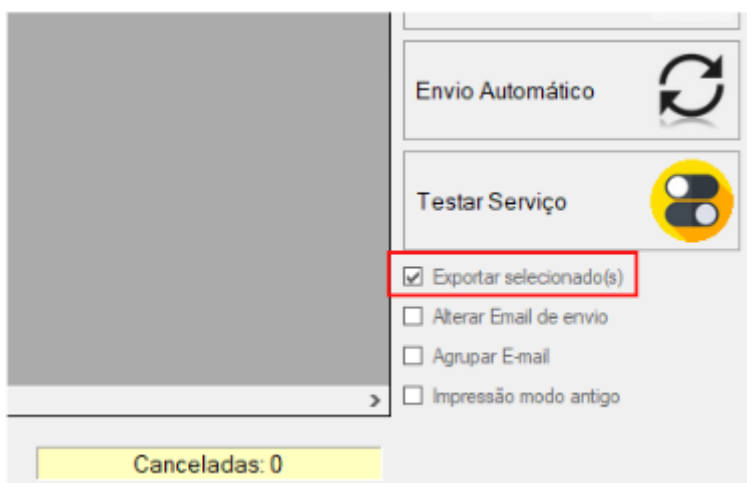 Envio Automático
Testar Serviço
Exportar selecionado(s)
Alterar Email de envio
Agrupar E-mail
Impressão modo antigo
Canceladas: 0